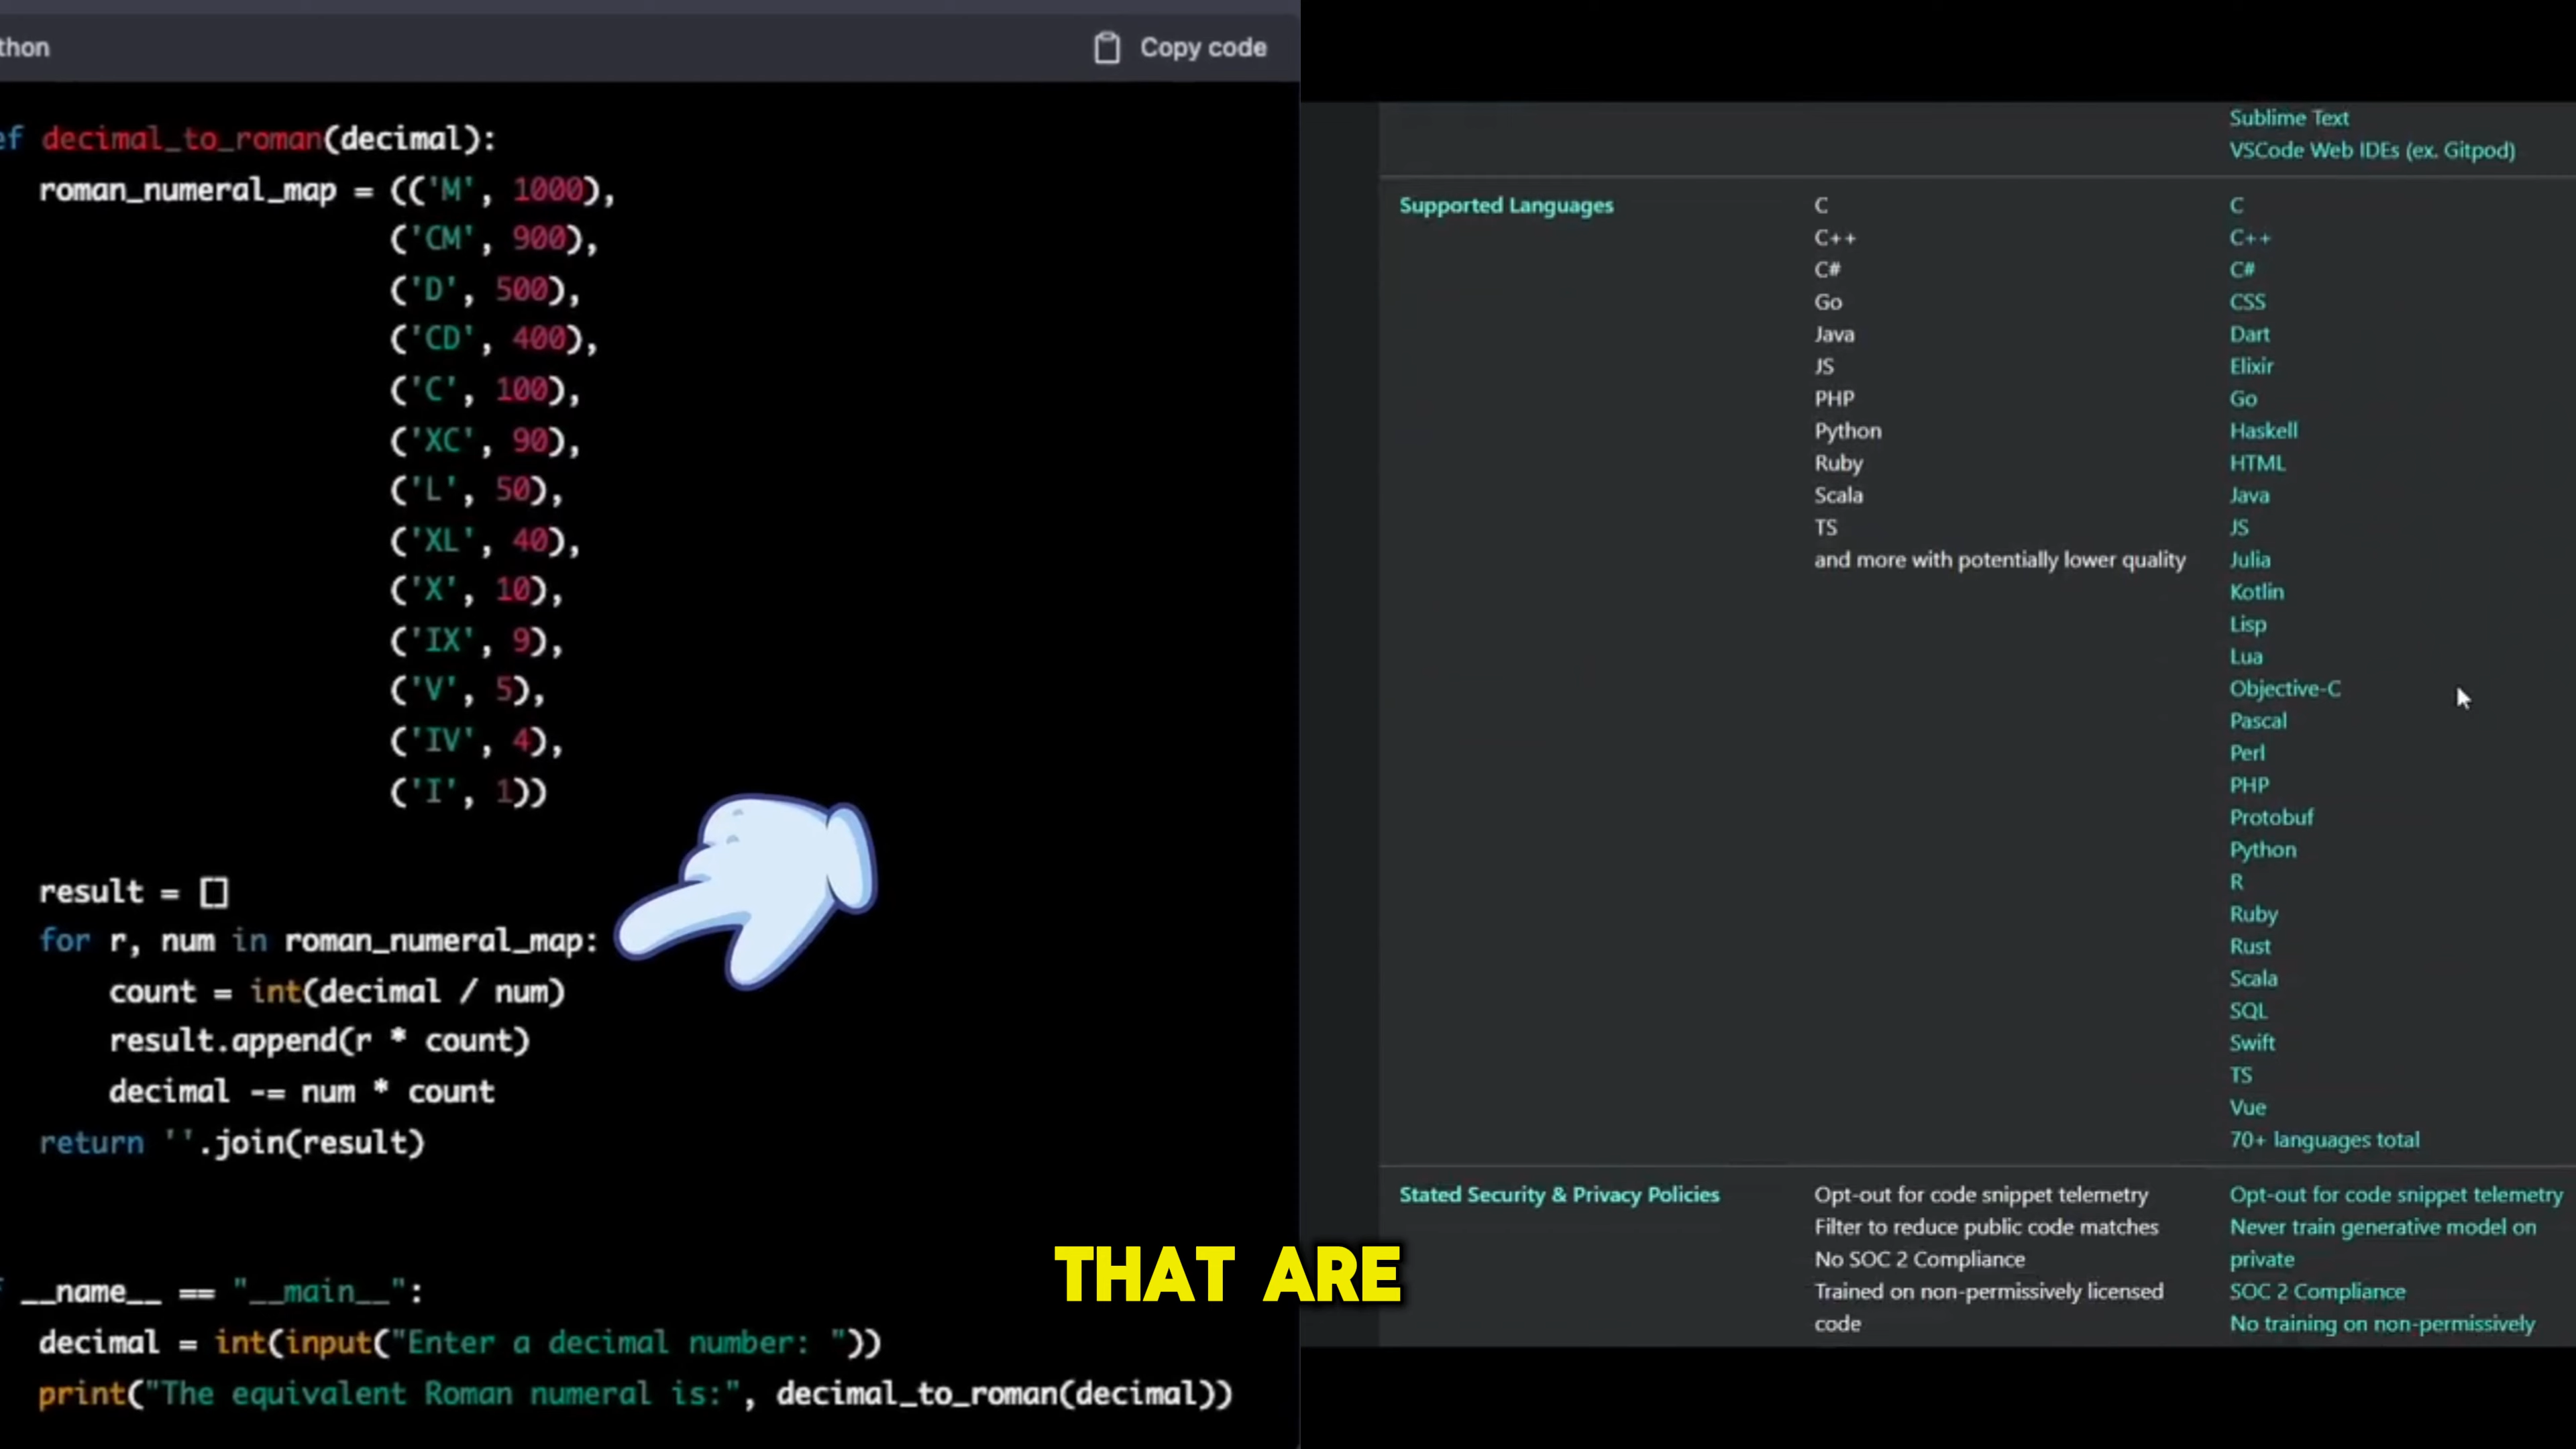 thon
Copy code
ef decimal_to_roman(decimal):
roman_numeral_map = (('M', 1000),
('CM', 900),
('D', 500),
('CD', 400),
('C', 100),
('XC', 90),
('L', 50),
('XL', 40),
('X', 10),
('IX', 9),
('V', 5),
('IV', 4),
('I', 1))
result = []
for r, num in roman_numeral_map:
count = int(decimal / num)
result.append(r * count)
decimal -= num * count
return ''.join(result)
f __name__ == "__main__":
decimal = int(input("Enter a decimal number: "))
print("The equivalent Roman numeral is:", decimal_to_roman(decimal))
THAT ARE
Sublime Text
VSCode Web IDEs (ex. Gitpod)
Supported Languages
C
C++
C#
Go
Java
JS
PHP
Python
Ruby
Scala
TS
and more with potentially lower quality
C
C++
C#
CSS
Dart
Elixir
Go
Haskell
HTML
Java
JS
Julia
Kotlin
Lisp
Lua
Objective-C
Pascal
Perl
PHP
Protobuf
Python
R
Ruby
Rust
Scala
SQL
Swift
TS
Vue
70+ languages total
Stated Security & Privacy Policies
Opt-out for code snippet telemetry
Filter to reduce public code matches
No SOC 2 Compliance
Trained on non-permissively licensed
code
Opt-out for code snippet telemetry
Never train generative model on
private
SOC 2 Compliance
No training on non-permissively